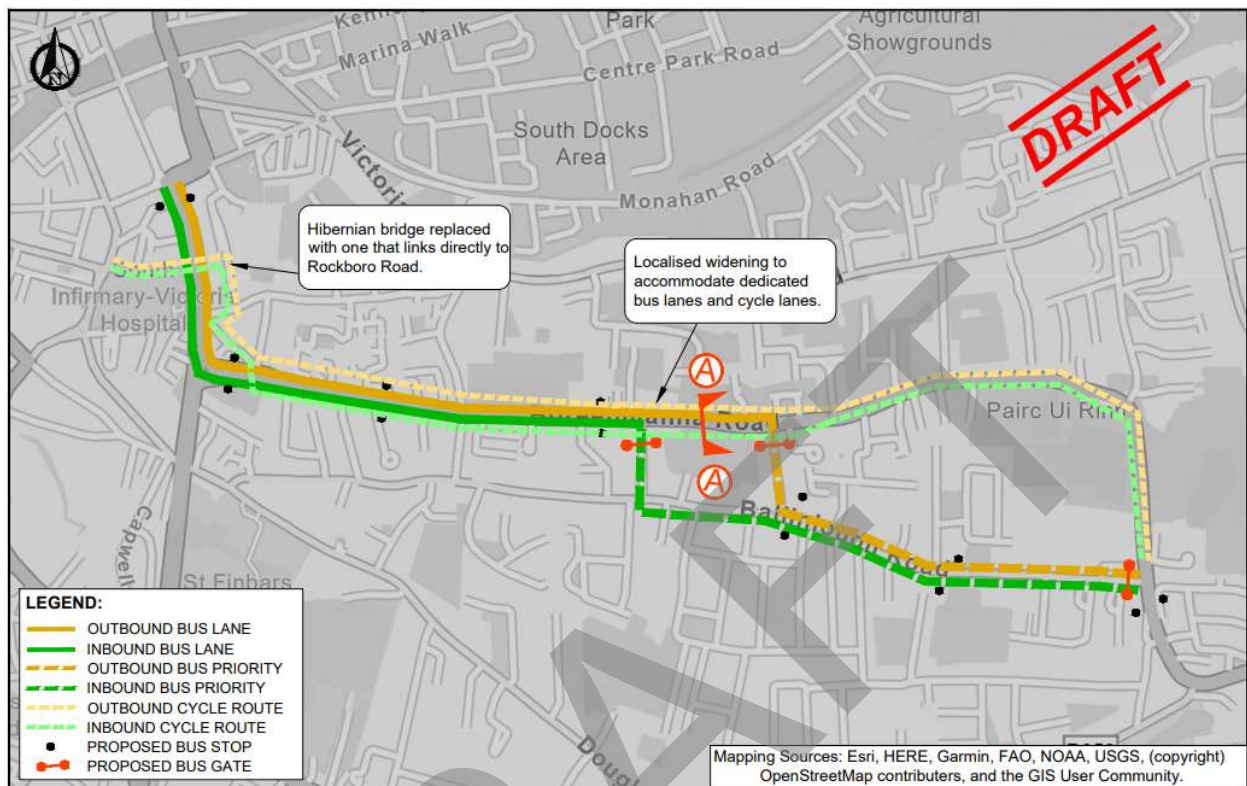 Park
Agricultural
Showgrounds
Marina Walk
Centre Park Road
DRAFT
South Docks
Area
Monahan Road
Hibernian bridge replaced
with one that links directly to
Rockboro Road.
Localised widening to
accommodate dedicated
bus lanes and cycle lanes.
Infirmary-Victoria
Hospital
A
Pairc Ui Rinn
A
Road
Capwell
St Finbars
LEGEND:
OUTBOUND BUS LANE
INBOUND BUS LANE
OUTBOUND BUS PRIORITY
INBOUND BUS PRIORITY
OUTBOUND CYCLE ROUTE
INBOUND CYCLE ROUTE
PROPOSED BUS STOP
PROPOSED BUS GATE
Mapping Sources: Esri, HERE, Garmin, FAO, NOAA, USGS, (copyright)
OpenStreetMap contributers, and the GIS User Community.